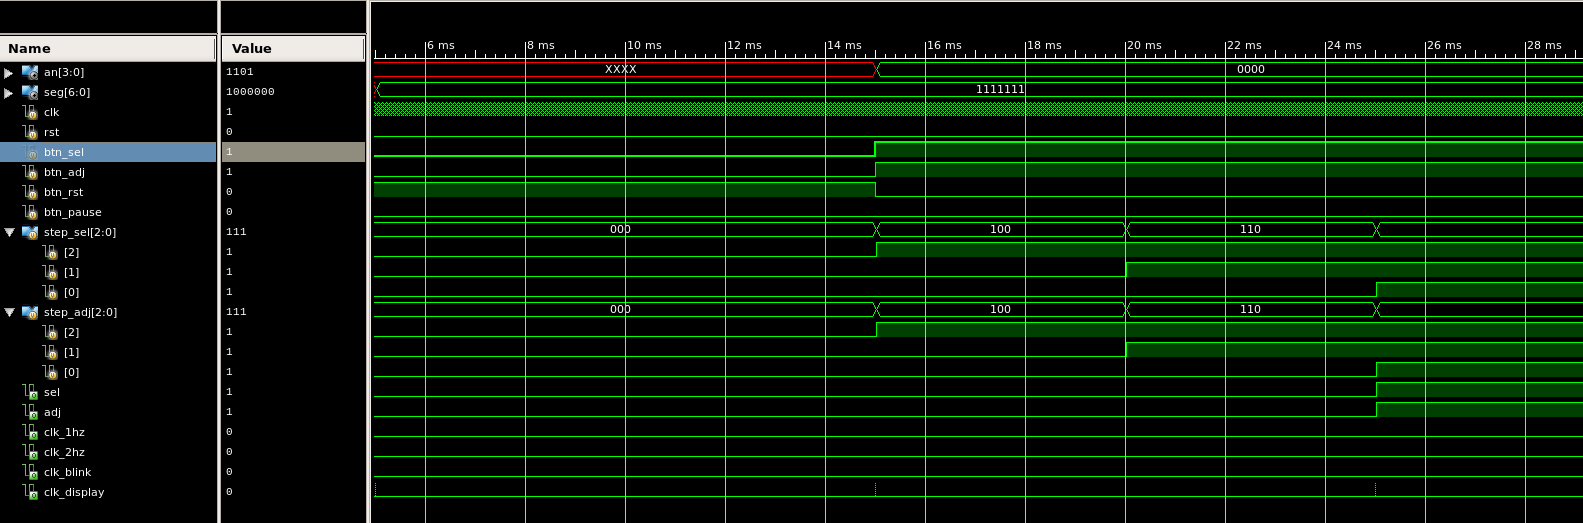 Name Value 6 ms 8 ms 10 ms 12 ms 14 ms 16 ms 18 ms 20 ms 22 ms 24 ms 26 ms 28 ms
an[3:0] 1101 XXXX 0000
seg[6:0] 1000000 1111111
clk 1
rst 0
btn_sel 1
btn_adj 1
btn_rst 0
btn_pause 0
step_sel[2:0] 111 000 100 110
[2] 1
[1] 1
[0] 1
step_adj[2:0] 111 000 100 110
[2] 1
[1] 1
[0] 1
sel 1
adj 1
clk_1hz 0
clk_2hz 0
clk_blink 0
clk_display 0